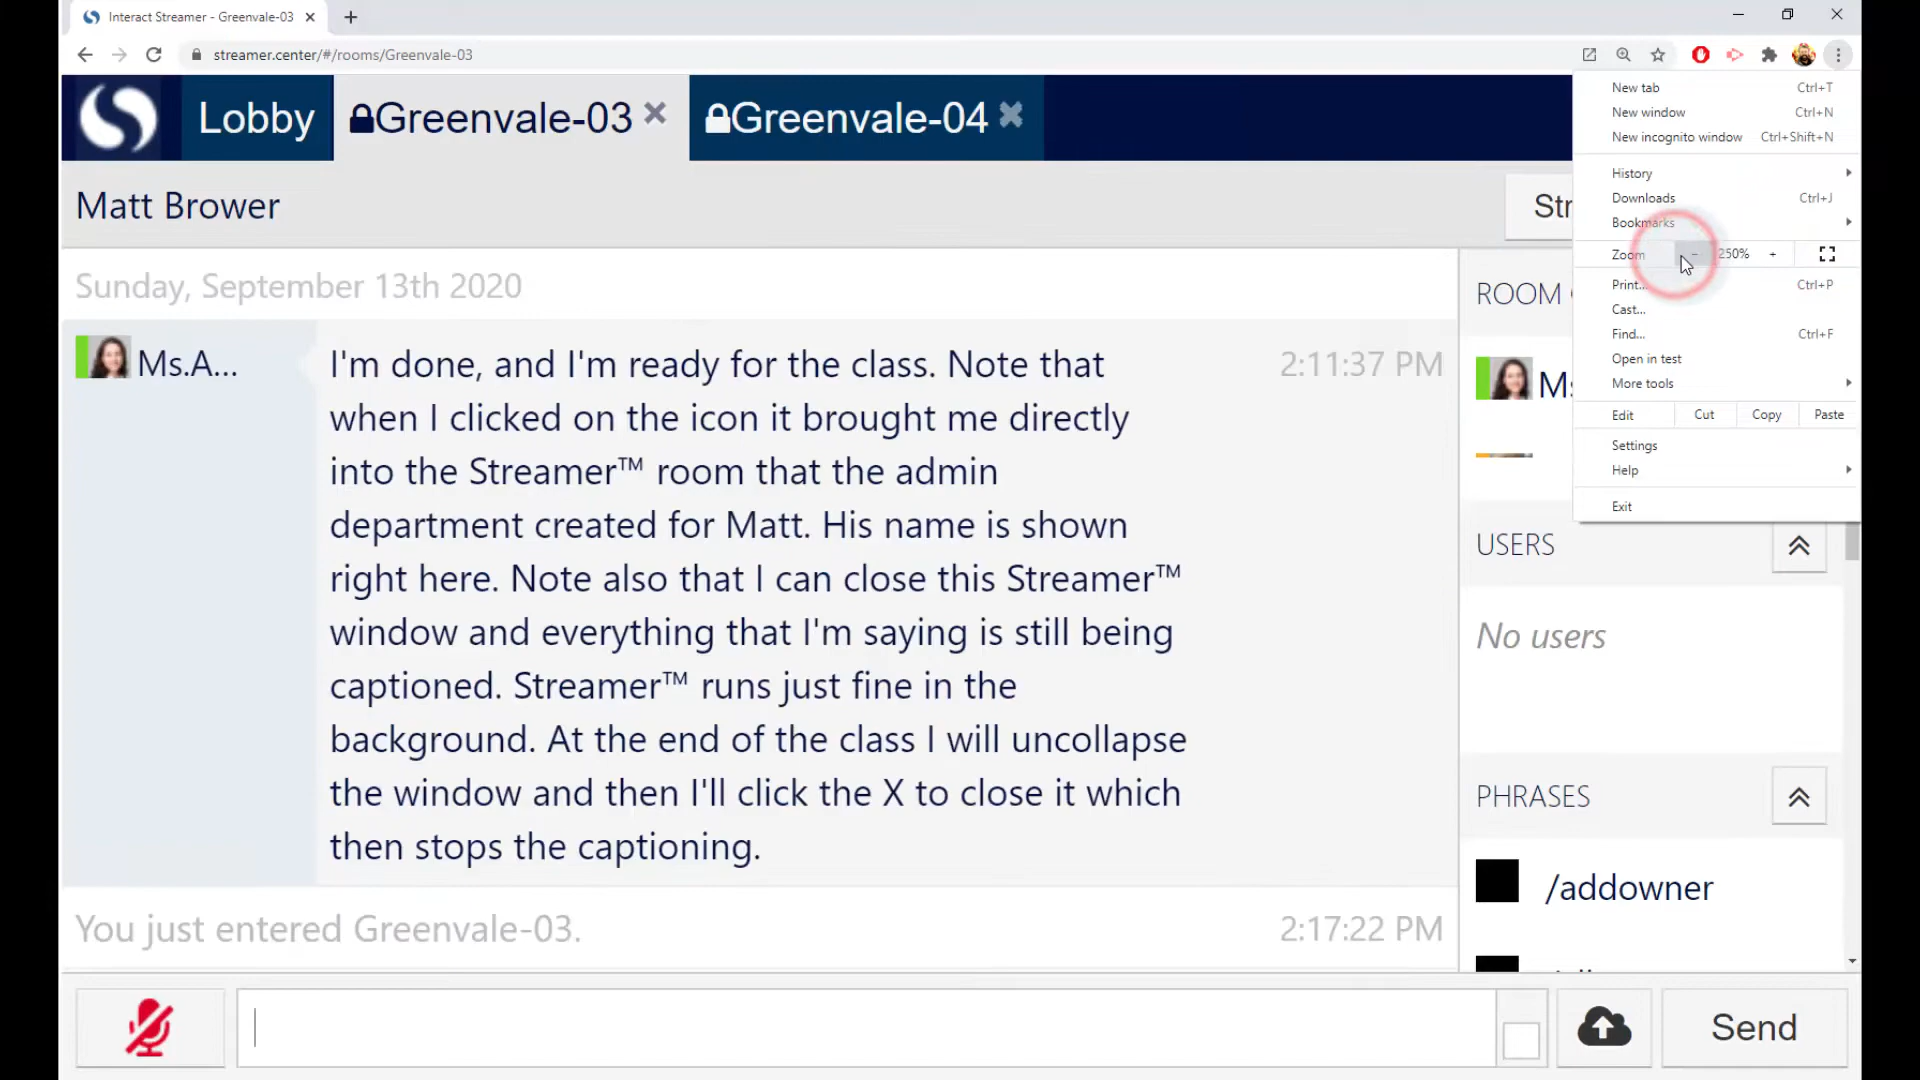 Interact Streamer - Greenvale-03
streamer.center/#/rooms/Greenvale-03
Lobby
Greenvale-03
Greenvale-04
New tab Ctrl+T
New window Ctrl+N
New incognito window Ctrl+Shift+N
History
Downloads Ctrl+J
Bookmarks
Zoom - 250% +
Print... Ctrl+P
Cast...
Find... Ctrl+F
Open in test
More tools
Edit Cut Copy Paste
Settings
Help
Exit
Matt Brower
Str
Sunday, September 13th 2020
Ms.A...
I'm done, and I'm ready for the class. Note that
when I clicked on the icon it brought me directly
into the Streamer™ room that the admin
department created for Matt. His name is shown
right here. Note also that I can close this Streamer™
window and everything that I'm saying is still being
captioned. Streamer™ runs just fine in the
background. At the end of the class I will uncollapse
the window and then I'll click the X to close it which
then stops the captioning.
2:11:37 PM
You just entered Greenvale-03.
2:17:22 PM
ROOM
Ms
USERS
No users
PHRASES
/addowner
Send